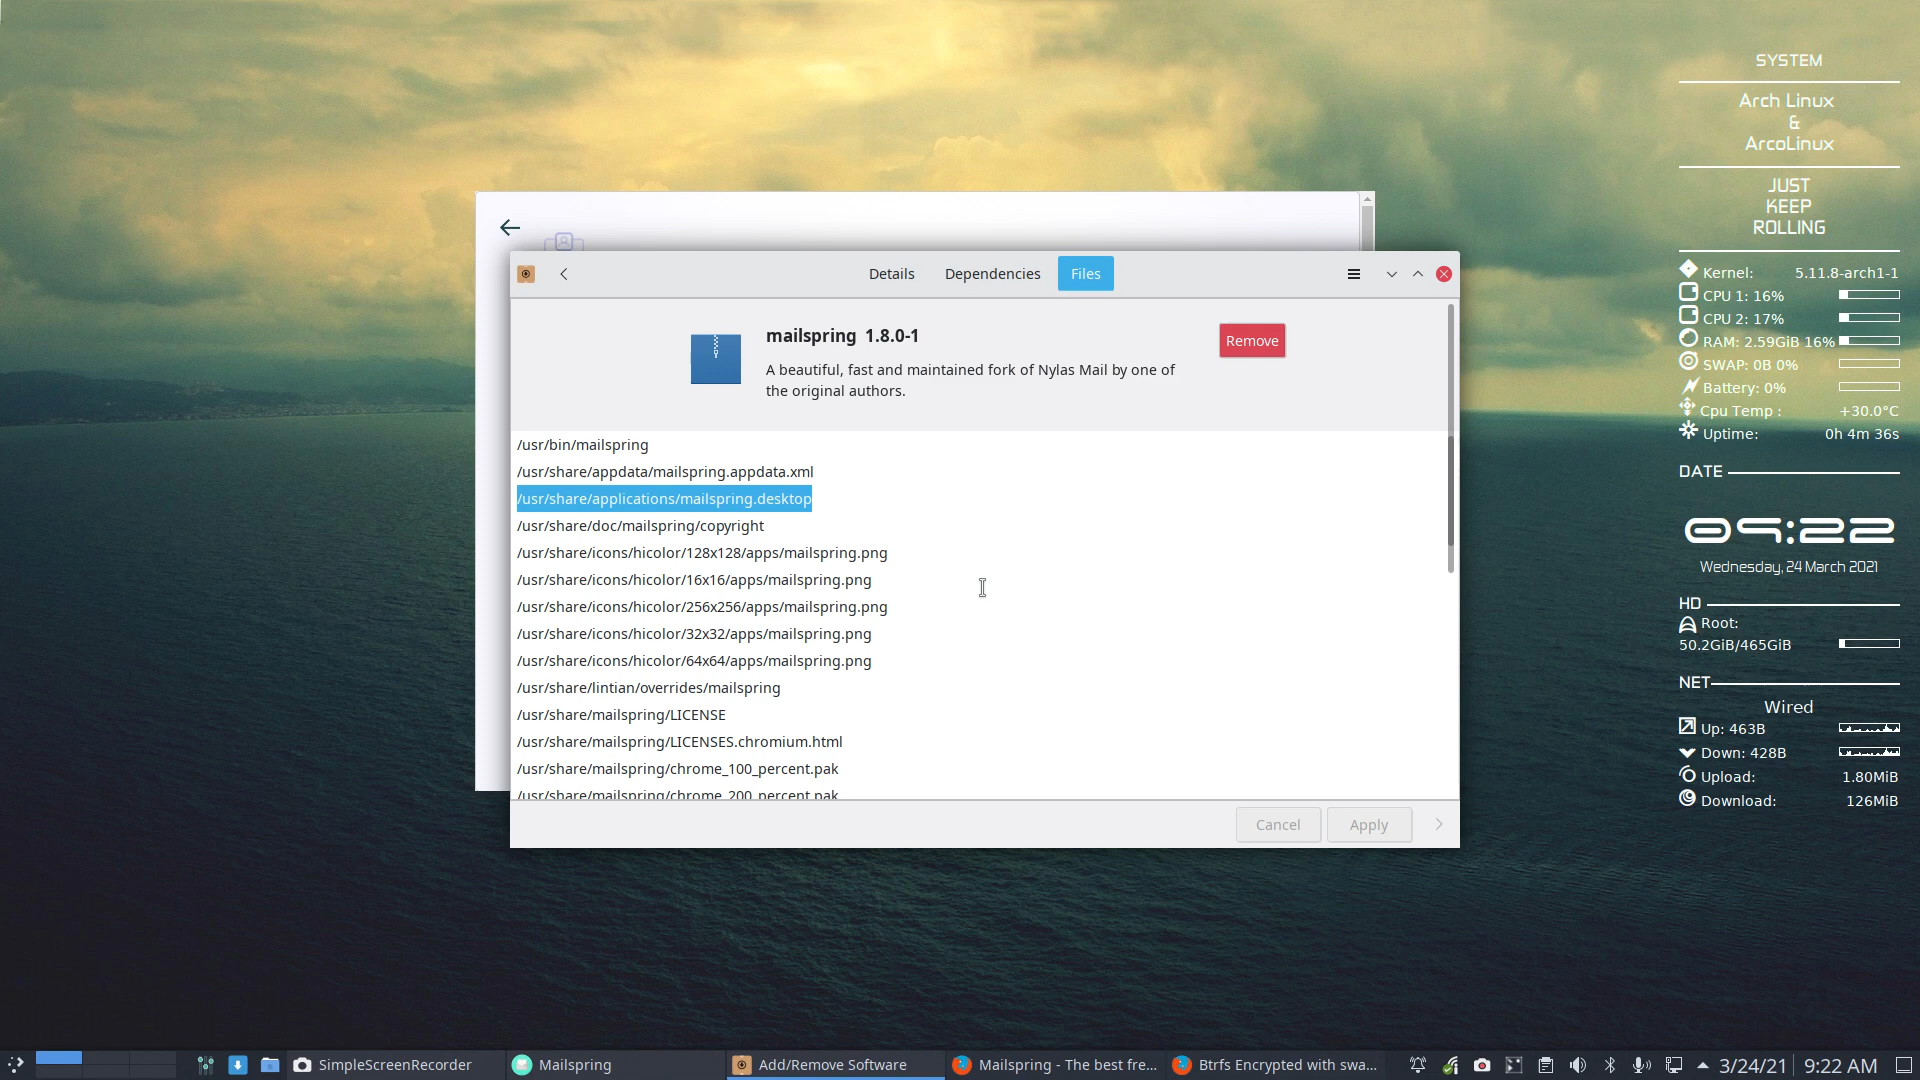 SYSTEM
Arch Linux
&
ArcoLinux
JUST
KEEP
ROLLING
Kernel: 5.11.8-arch1-1
CPU 1: 16%
CPU 2: 17%
RAM: 2.59GiB 16%
SWAP: 0B 0%
Battery: 0%
Cpu Temp : +30.0°C
Uptime: 0h 4m 36s
DATE
09:22
Wednesday, 24 March 2021
HD
Root:
50.2GiB/465GiB
NET
Wired
Up: 463B
Down: 428B
Upload: 1.80MiB
Download: 126MiB
Details Dependencies Files
mailspring 1.8.0-1
Remove
A beautiful, fast and maintained fork of Nylas Mail by one of
the original authors.
/usr/bin/mailspring
/usr/share/appdata/mailspring.appdata.xml
/usr/share/applications/mailspring.desktop
/usr/share/doc/mailspring/copyright
/usr/share/icons/hicolor/128x128/apps/mailspring.png
/usr/share/icons/hicolor/16x16/apps/mailspring.png
/usr/share/icons/hicolor/256x256/apps/mailspring.png
/usr/share/icons/hicolor/32x32/apps/mailspring.png
/usr/share/icons/hicolor/64x64/apps/mailspring.png
/usr/share/lintian/overrides/mailspring
/usr/share/mailspring/LICENSE
/usr/share/mailspring/LICENSES.chromium.html
/usr/share/mailspring/chrome_100_percent.pak
/usr/share/mailspring/chrome_200_percent.pak
Cancel Apply
SimpleScreenRecorder Mailspring Add/Remove Software Mailspring - The best fre... Btrfs Encrypted with swa... 3/24/21 9:22 AM